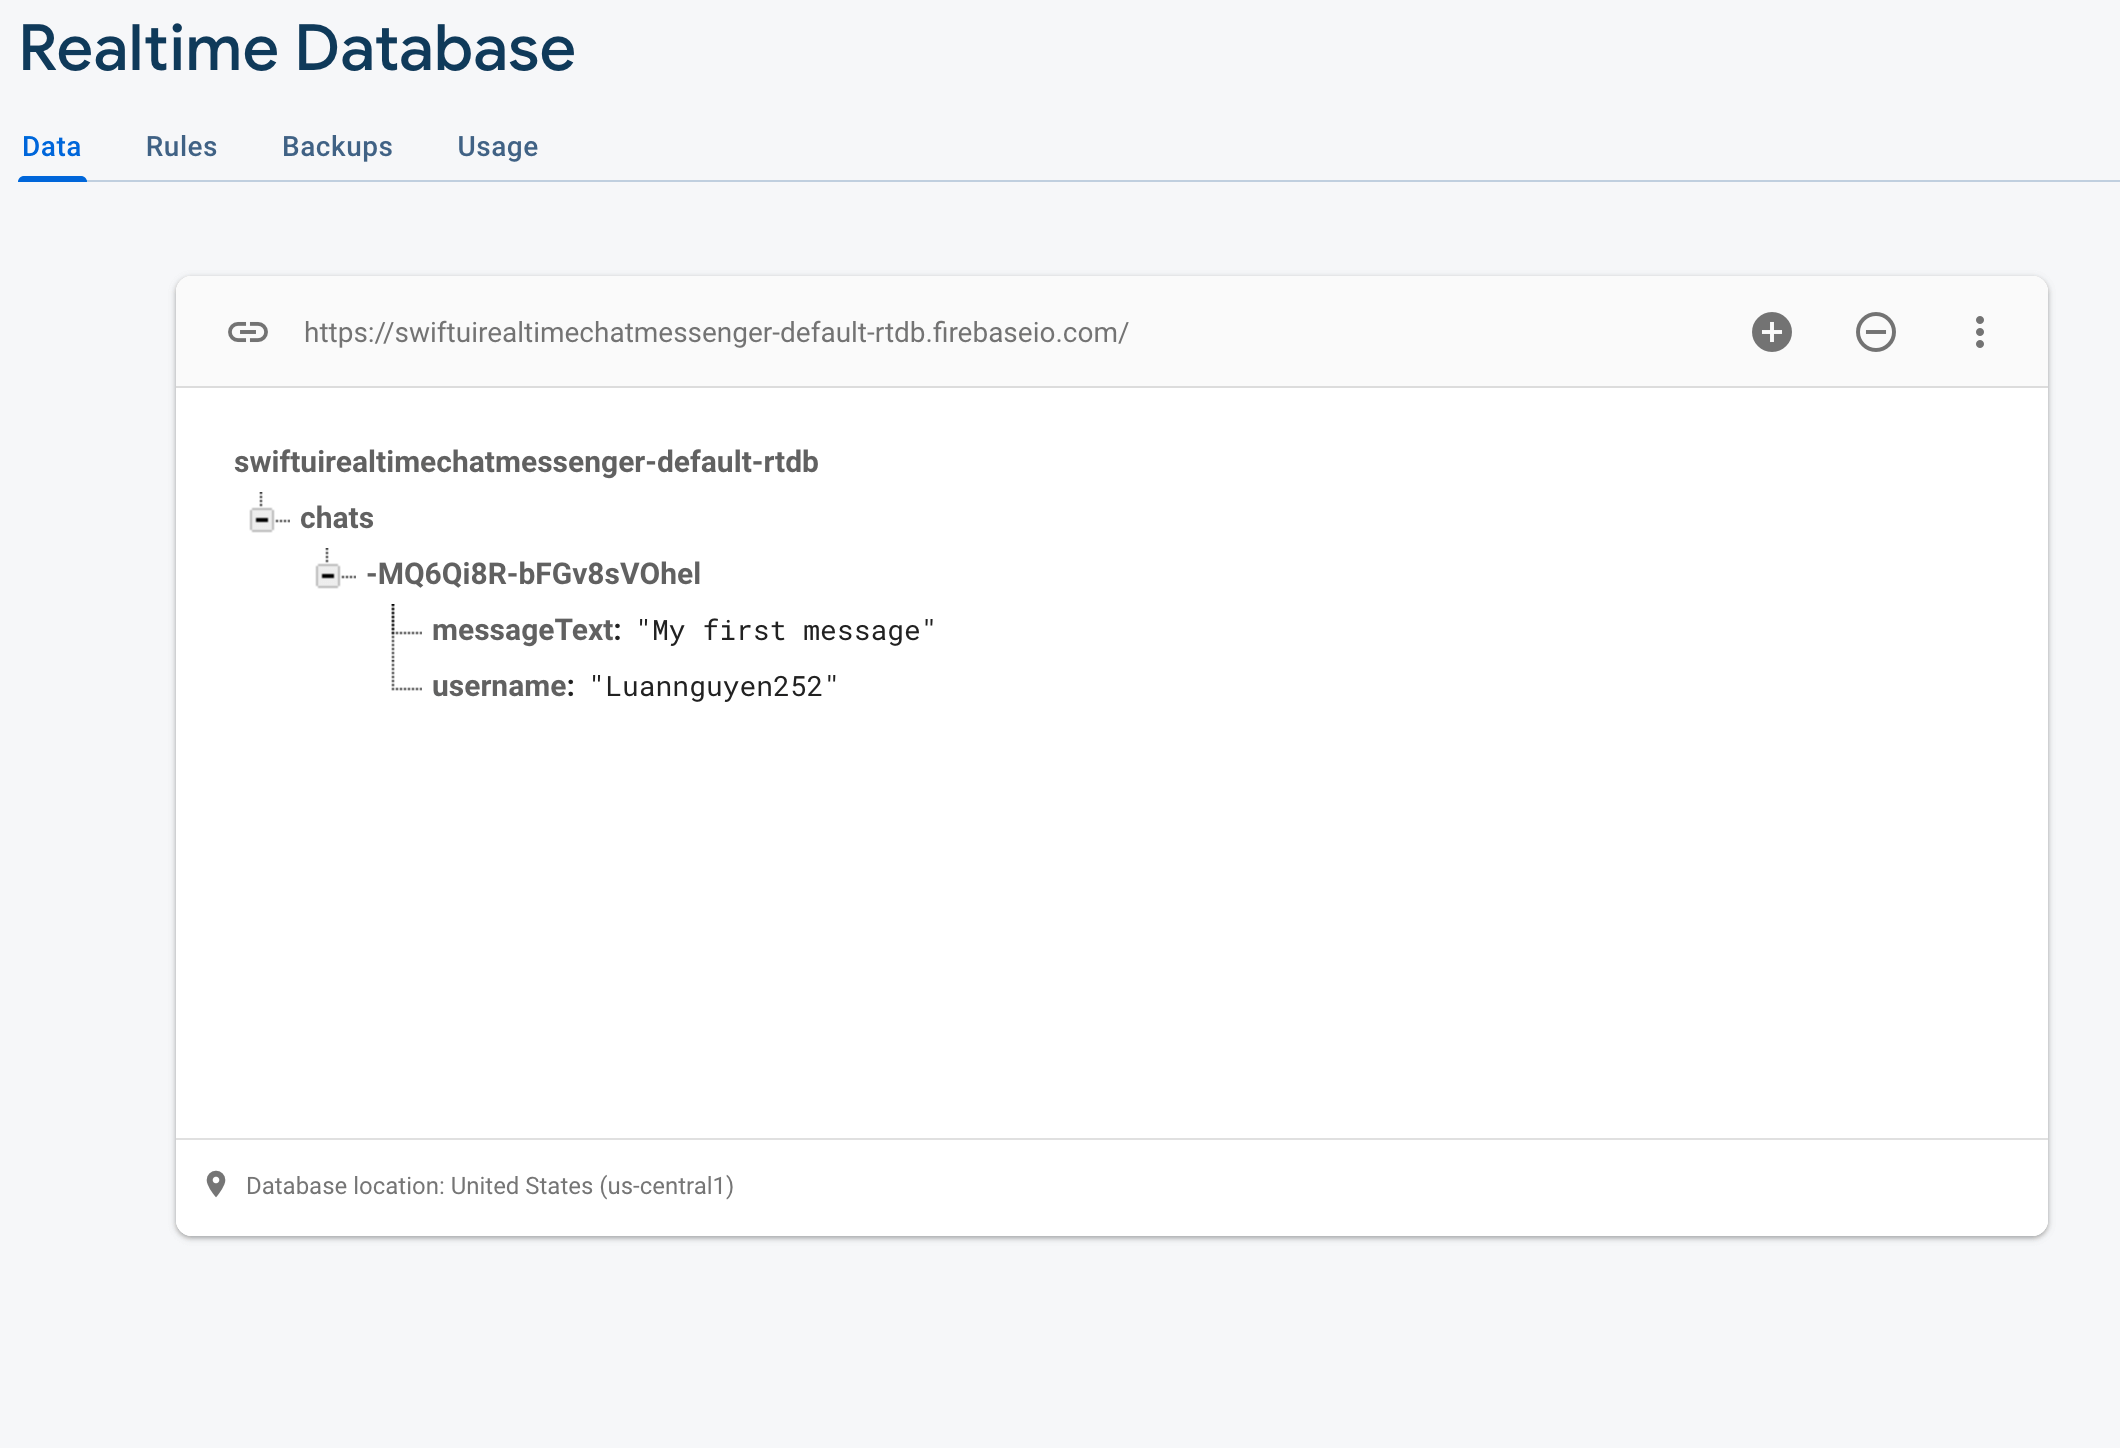 Realtime Database
Data Rules Backups Usage
https://swiftuirealtimechatmessenger-default-rtdb.firebaseio.com/
swiftuirealtimechatmessenger-default-rtdb
chats
-MQ6Qi8R-bFGv8sVOhel
messageText: "My first message"
username: "Luannguyen252"
Database location: United States (us-central1)